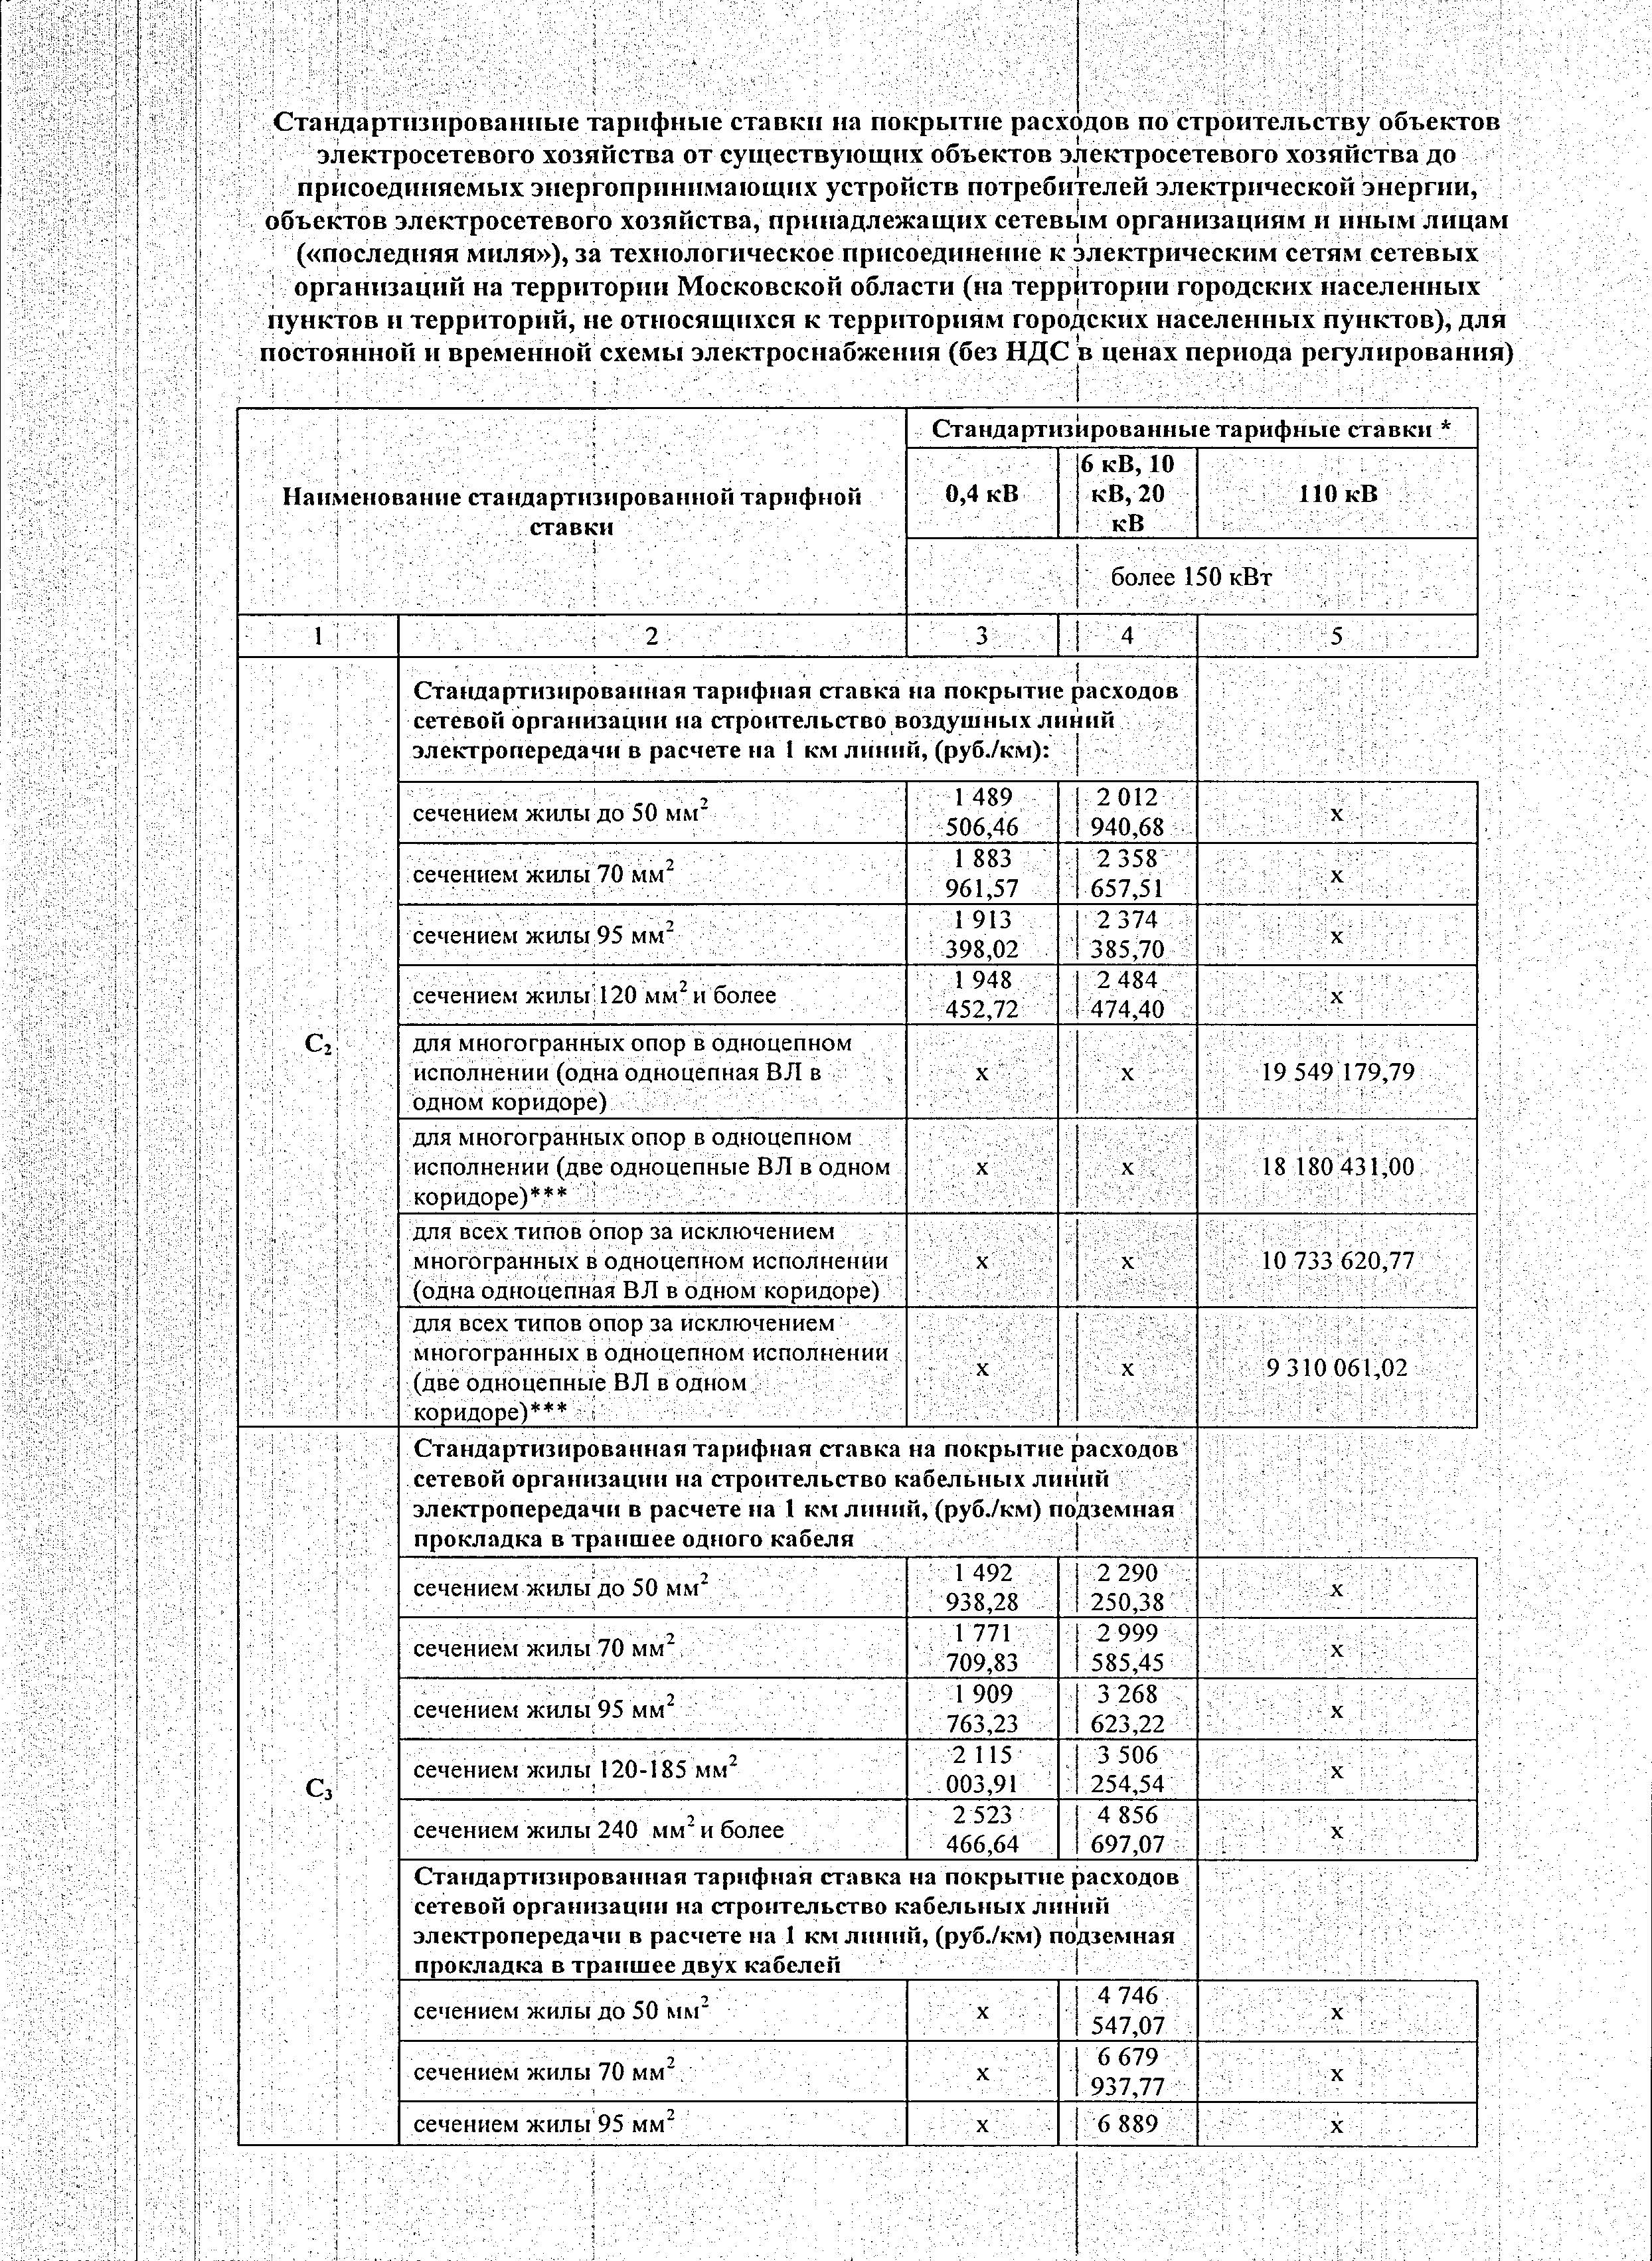 Стандартизированные тарифные ставки на покрытие расходов по строительству объектов
электросетевого хозяйства от существующих объектов электросетевого хозяйства до
присоединяемых энергопринимающих устройств потребителей электрической энергии,
объектов электросетевого хозяйства, принадлежащих сетевым организациям и иным лицам
(«последняя миля»), за технологическое присоединение к электрическим сетям сетевых
организаций на территории Московской области (на территории городских населенных
пунктов и территорий, не относящихся к территориям городских населенных пунктов), для
постоянной и временной схемы электроснабжения (без НДС в ценах периода регулирования)
Наименование стандартизированной тарифной
ставки
Стандартизированные тарифные ставки *
0,4 кВ
6 кВ, 10
кВ, 20
кВ
110 кВ
более 150 кВт
1 2 3 4 5
C₂
Стандартизированная тарифная ставка на покрытие расходов
сетевой организации на строительство воздушных линий
электропередачи в расчете на 1 км линий, (руб./км):
сечением жилы до 50 мм²
1 489
506,46
2 012
940,68
х
сечением жилы 70 мм²
1 883
961,57
2 358
657,51
х
сечением жилы 95 мм²
1 913
398,02
2 374
385,70
х
сечением жилы 120 мм² и более
1 948
452,72
2 484
474,40
х
для многогранных опор в одноцепном
исполнении (одна одноцепная ВЛ в
одном коридоре)
х х 19 549 179,79
для многогранных опор в одноцепном
исполнении (две одноцепные ВЛ в одном
коридоре)***
х х 18 180 431,00
для всех типов опор за исключением
многогранных в одноцепном исполнении
(одна одноцепная ВЛ в одном коридоре)
х х 10 733 620,77
для всех типов опор за исключением
многогранных в одноцепном исполнении
(две одноцепные ВЛ в одном
коридоре)***
х х 9 310 061,02
C₃
Стандартизированная тарифная ставка на покрытие расходов
сетевой организации на строительство кабельных линий
электропередачи в расчете на 1 км линий, (руб./км) подземная
прокладка в траншее одного кабеля
сечением жилы до 50 мм²
1 492
938,28
2 290
250,38
х
сечением жилы 70 мм²
1 771
709,83
2 999
585,45
х
сечением жилы 95 мм²
1 909
763,23
3 268
623,22
х
сечением жилы 120-185 мм²
2 115
003,91
3 506
254,54
х
сечением жилы 240 мм² и более
2 523
466,64
4 856
697,07
х
Стандартизированная тарифная ставка на покрытие расходов
сетевой организации на строительство кабельных линий
электропередачи в расчете на 1 км линий, (руб./км) подземная
прокладка в траншее двух кабелей
сечением жилы до 50 мм²
х
4 746
547,07
х
сечением жилы 70 мм²
х
6 679
937,77
х
сечением жилы 95 мм²
х
6 889
х